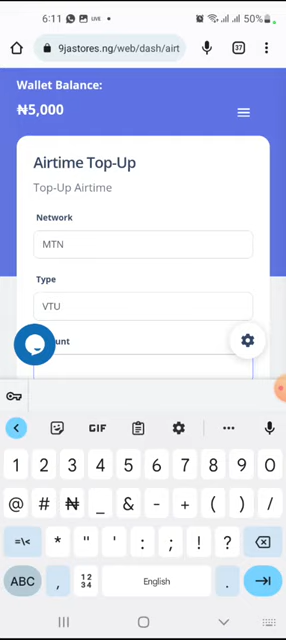 6:11 LIVE 50%
9jastores.ng/web/dash/airt 37
Wallet Balance:
₦5,000
Airtime Top-Up
Top-Up Airtime
Network
MTN
Type
VTU
unt
GIF
1 2 3 4 5 6 7 8 9 0
@ # ₦ _ & - + ( ) /
=\< * " ' : ; ! ? 
ABC , 12 34 English .